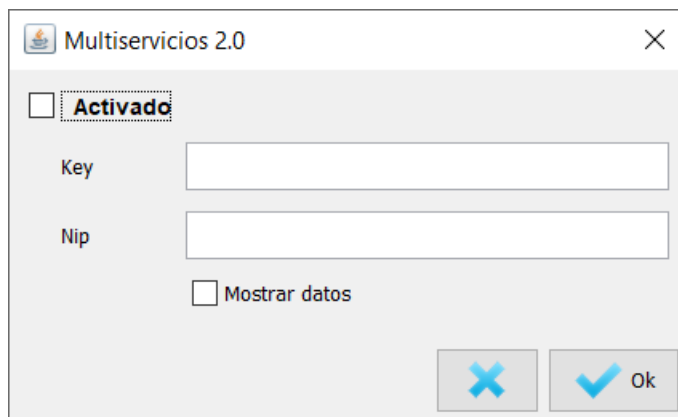 Multiservicios 2.0
Activado
Key
Nip
Mostrar datos
Ok